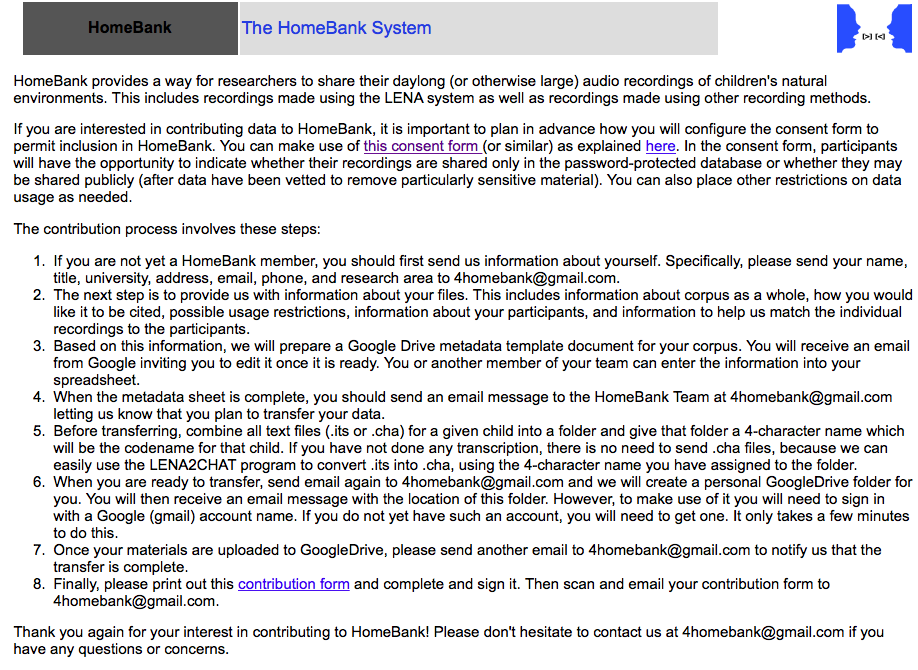 HomeBank
The HomeBank System
HomeBank provides a way for researchers to share their daylong (or otherwise large) audio recordings of children's natural
environments. This includes recordings made using the LENA system as well as recordings made using other recording methods.
If you are interested in contributing data to HomeBank, it is important to plan in advance how you will configure the consent form to
permit inclusion in HomeBank. You can make use of this consent form (or similar) as explained here. In the consent form, participants
will have the opportunity to indicate whether their recordings are shared only in the password-protected database or whether they may
be shared publicly (after data have been vetted to remove particularly sensitive material). You can also place other restrictions on data
usage as needed.
The contribution process involves these steps:
1. If you are not yet a HomeBank member, you should first send us information about yourself. Specifically, please send your name,
title, university, address, email, phone, and research area to 4homebank@gmail.com.
2. The next step is to provide us with information about your files. This includes information about corpus as a whole, how you would
like it to be cited, possible usage restrictions, information about your participants, and information to help us match the individual
recordings to the participants.
3. Based on this information, we will prepare a Google Drive metadata template document for your corpus. You will receive an email
from Google inviting you to edit it once it is ready. You or another member of your team can enter the information into your
spreadsheet.
4. When the metadata sheet is complete, you should send an email message to the HomeBank Team at 4homebank@gmail.com
letting us know that you plan to transfer your data.
5. Before transferring, combine all text files (.its or .cha) for a given child into a folder and give that folder a 4-character name which
will be the codename for that child. If you have not done any transcription, there is no need to send .cha files, because we can
easily use the LENA2CHAT program to convert .its into .cha, using the 4-character name you have assigned to the folder.
6. When you are ready to transfer, send email again to 4homebank@gmail.com and we will create a personal GoogleDrive folder for
you. You will then receive an email message with the location of this folder. However, to make use of it you will need to sign in
with a Google (gmail) account name. If you do not yet have such an account, you will need to get one. It only takes a few minutes
to do this.
7. Once your materials are uploaded to GoogleDrive, please send another email to 4homebank@gmail.com to notify us that the
transfer is complete.
8. Finally, please print out this contribution form and complete and sign it. Then scan and email your contribution form to
4homebank@gmail.com.
Thank you again for your interest in contributing to HomeBank! Please don't hesitate to contact us at 4homebank@gmail.com if you
have any questions or concerns.